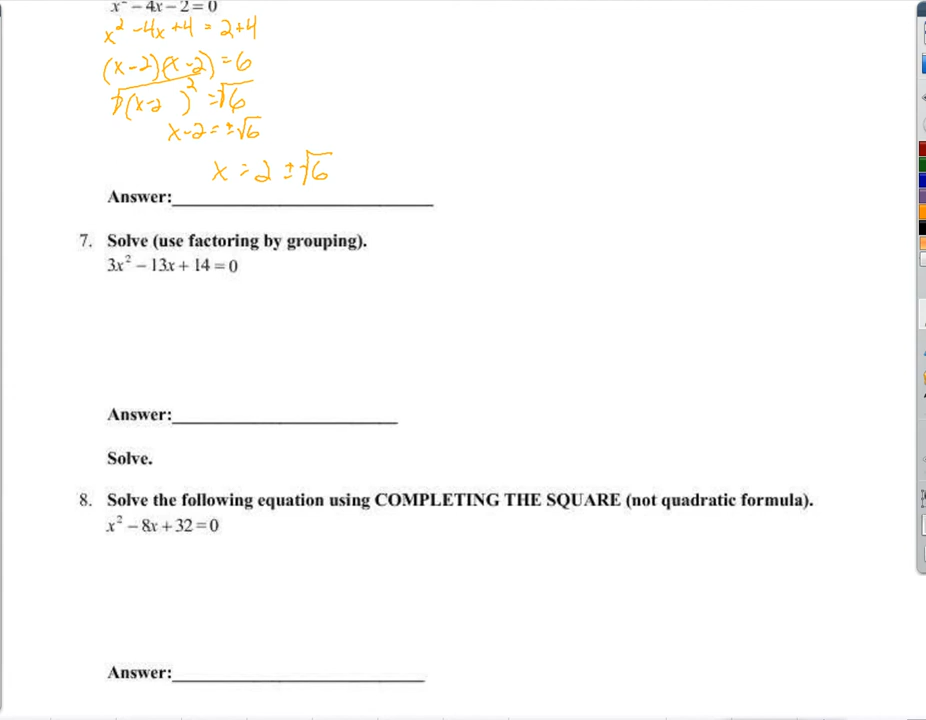 x² − 4x − 2 = 0
x² -4x +4 = 2+4
(x-2)(x-2) = 6
√(x-2)² = √6
x-2 = ±√6
x = 2 ± √6
Answer:
7. Solve (use factoring by grouping).
3x² − 13x + 14 = 0
Answer:
Solve.
8. Solve the following equation using COMPLETING THE SQUARE (not quadratic formula).
x² − 8x + 32 = 0
Answer: